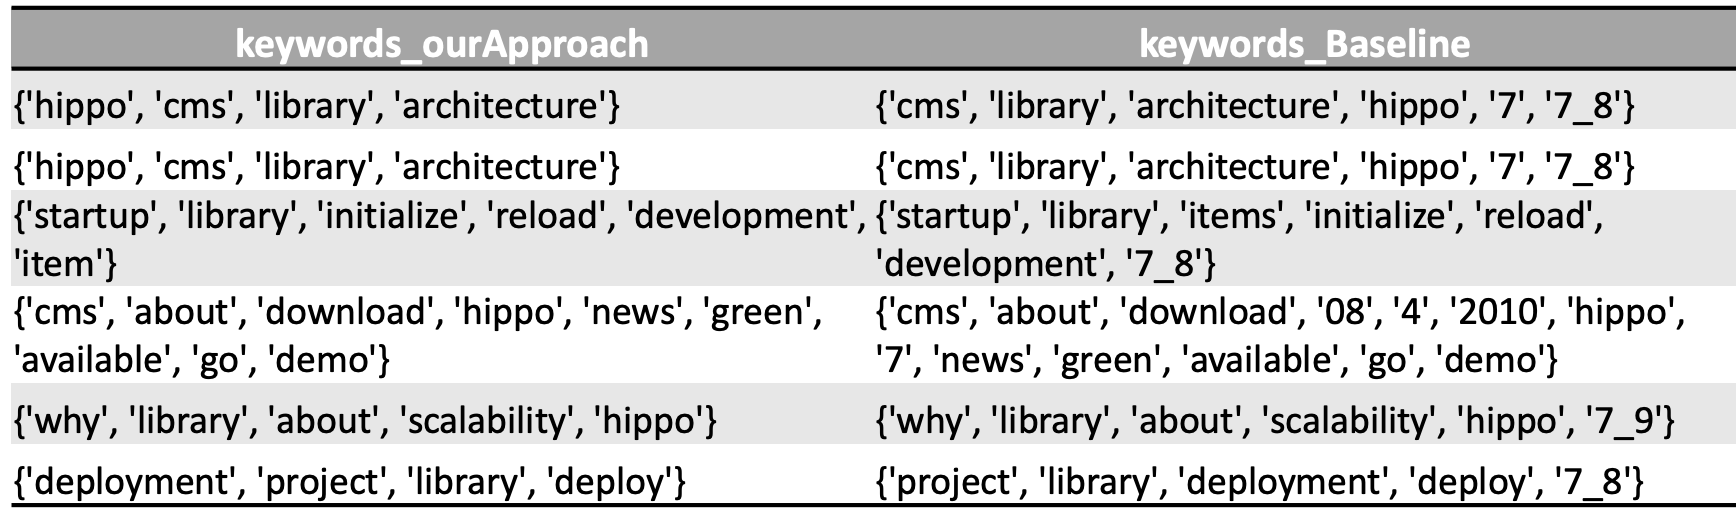 keywords_ourApproach keywords_Baseline
{'hippo', 'cms', 'library', 'architecture'} {'cms', 'library', 'architecture', 'hippo', '7', '7_8'}
{'hippo', 'cms', 'library', 'architecture'} {'cms', 'library', 'architecture', 'hippo', '7', '7_8'}
{'startup', 'library', 'initialize', 'reload', 'development', {'startup', 'library', 'items', 'initialize', 'reload',
'item'} 'development', '7_8'}
{'cms', 'about', 'download', 'hippo', 'news', 'green', {'cms', 'about', 'download', '08', '4', '2010', 'hippo',
'available', 'go', 'demo'} '7', 'news', 'green', 'available', 'go', 'demo'}
{'why', 'library', 'about', 'scalability', 'hippo'} {'why', 'library', 'about', 'scalability', 'hippo', '7_9'}
{'deployment', 'project', 'library', 'deploy'} {'project', 'library', 'deployment', 'deploy', '7_8'}